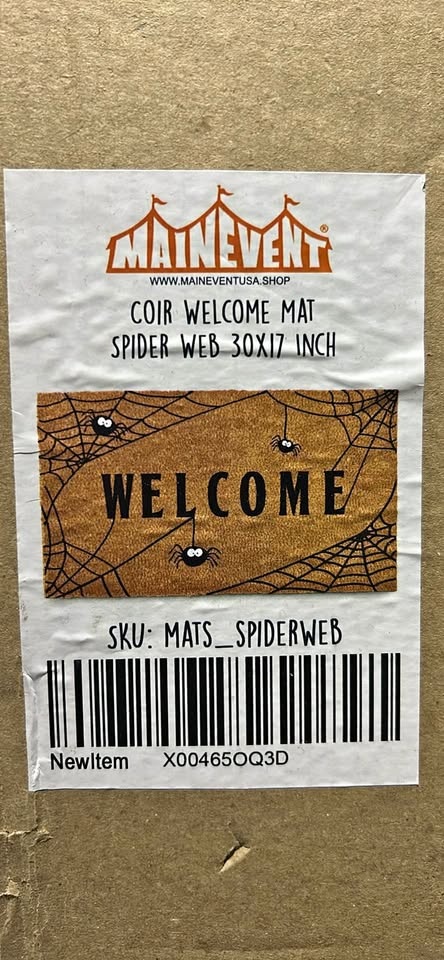 MAINEVENT®
WWW.MAINEVENTUSA.SHOP
COIR WELCOME MAT
SPIDER WEB 30X17 INCH
WELCOME
SKU: MATS_SPIDERWEB
NewItem X00465OQ3D